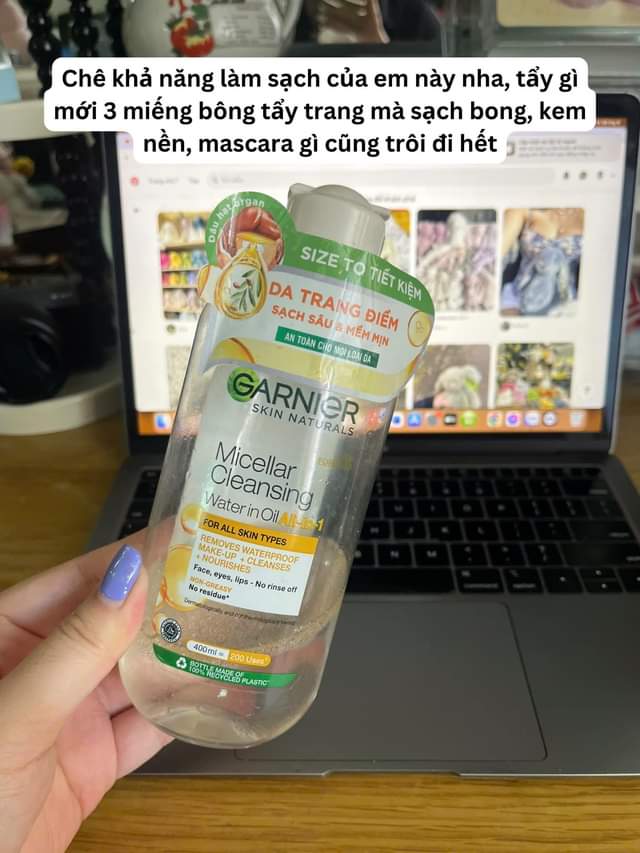 Chê khả năng làm sạch của em này nha, tẩy gì
mới 3 miếng bông tẩy trang mà sạch bong, kem
nền, mascara gì cũng trôi đi hết
Dầu hạt argan
SIZE TO TIẾT KIỆM
DA TRANG ĐIỂM
SẠCH SÂU & MỀM MỊN
AN TOÀN CHO MỌI LOẠI DA
GARNIER
SKIN NATURALS
Micellar
Cleansing
Water in Oil All-in-1
FOR ALL SKIN TYPES
REMOVES WATERPROOF
MAKE-UP + CLEANSES
+ NOURISHES
Face, eyes, lips - No rinse off
NON-GREASY
No residue*
400ml = 200 Uses
BOTTLE MADE OF
100% RECYCLED PLASTIC